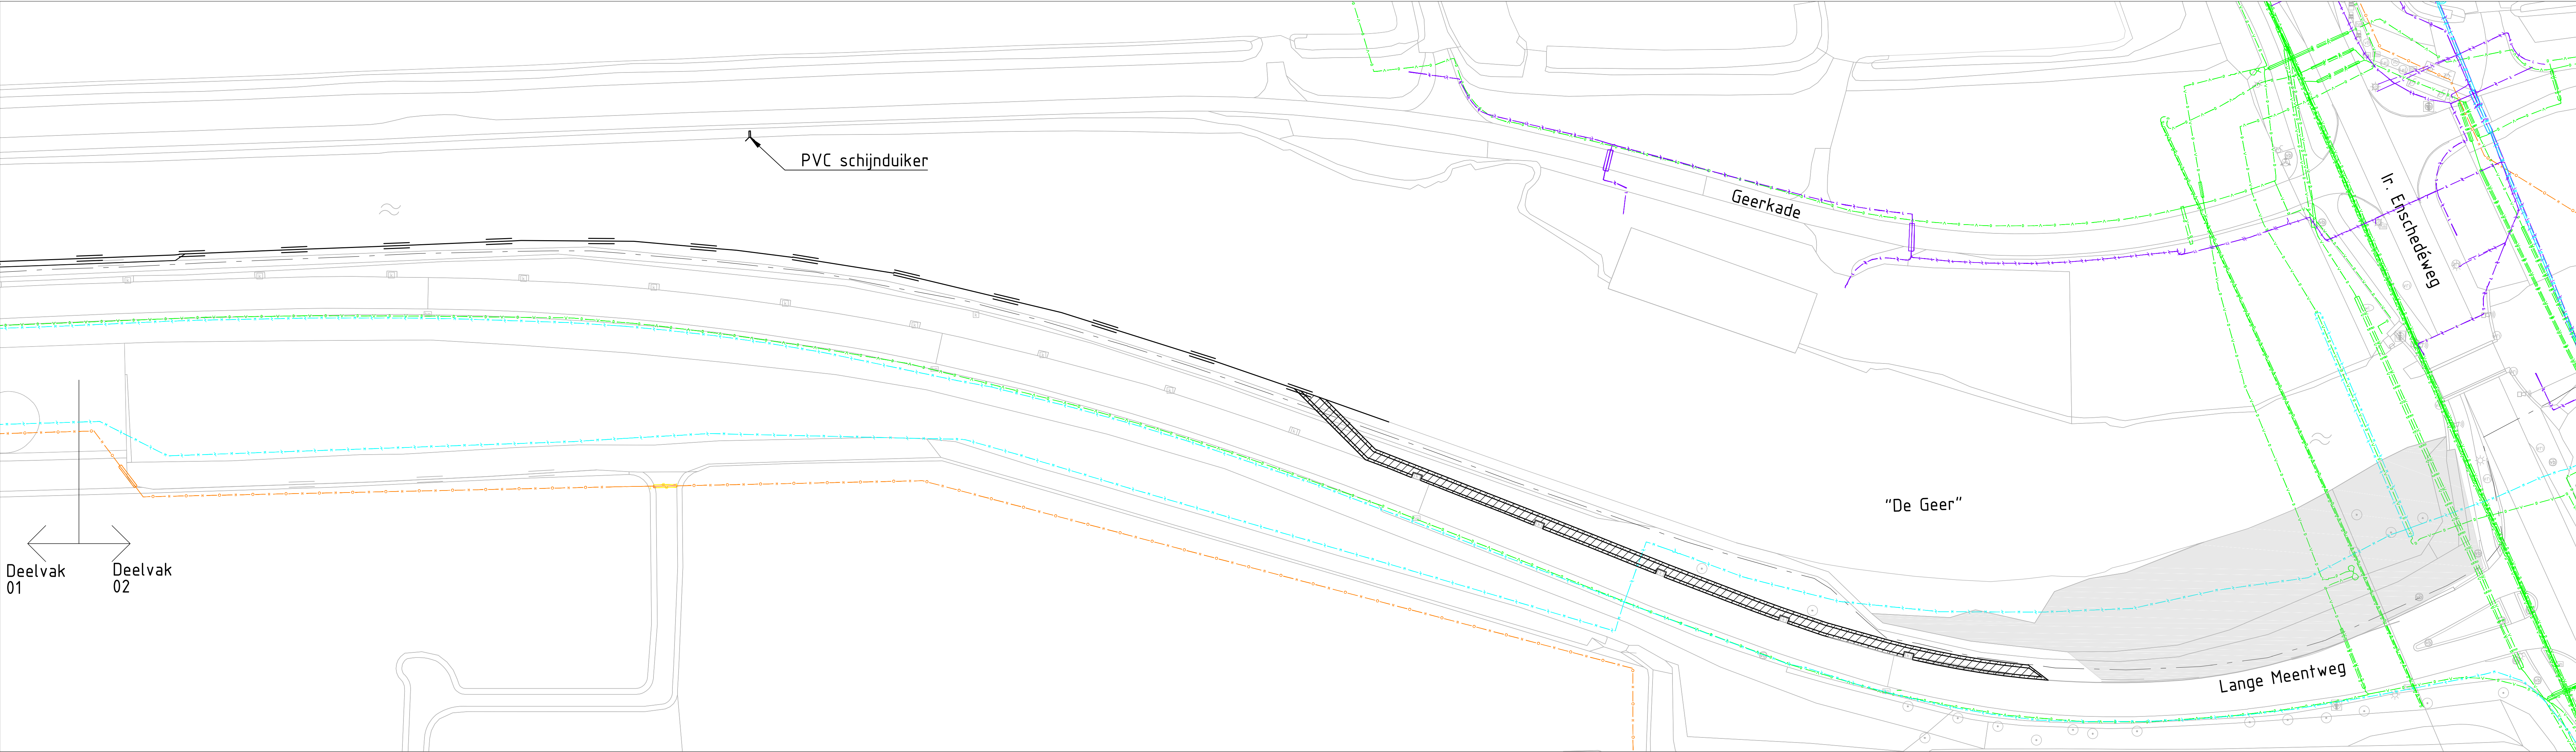 PVC schijnduiker
Geerkade
Ir. Enschedéweg
"De Geer"
Deelvak
01
Deelvak
02
Lange Meentweg